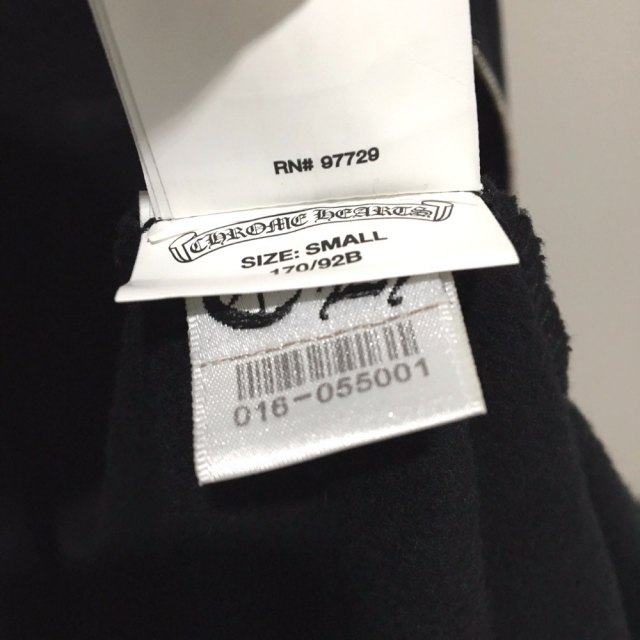 RN# 97729
CHROME HEARTS
SIZE: SMALL
170/92B
016-055001